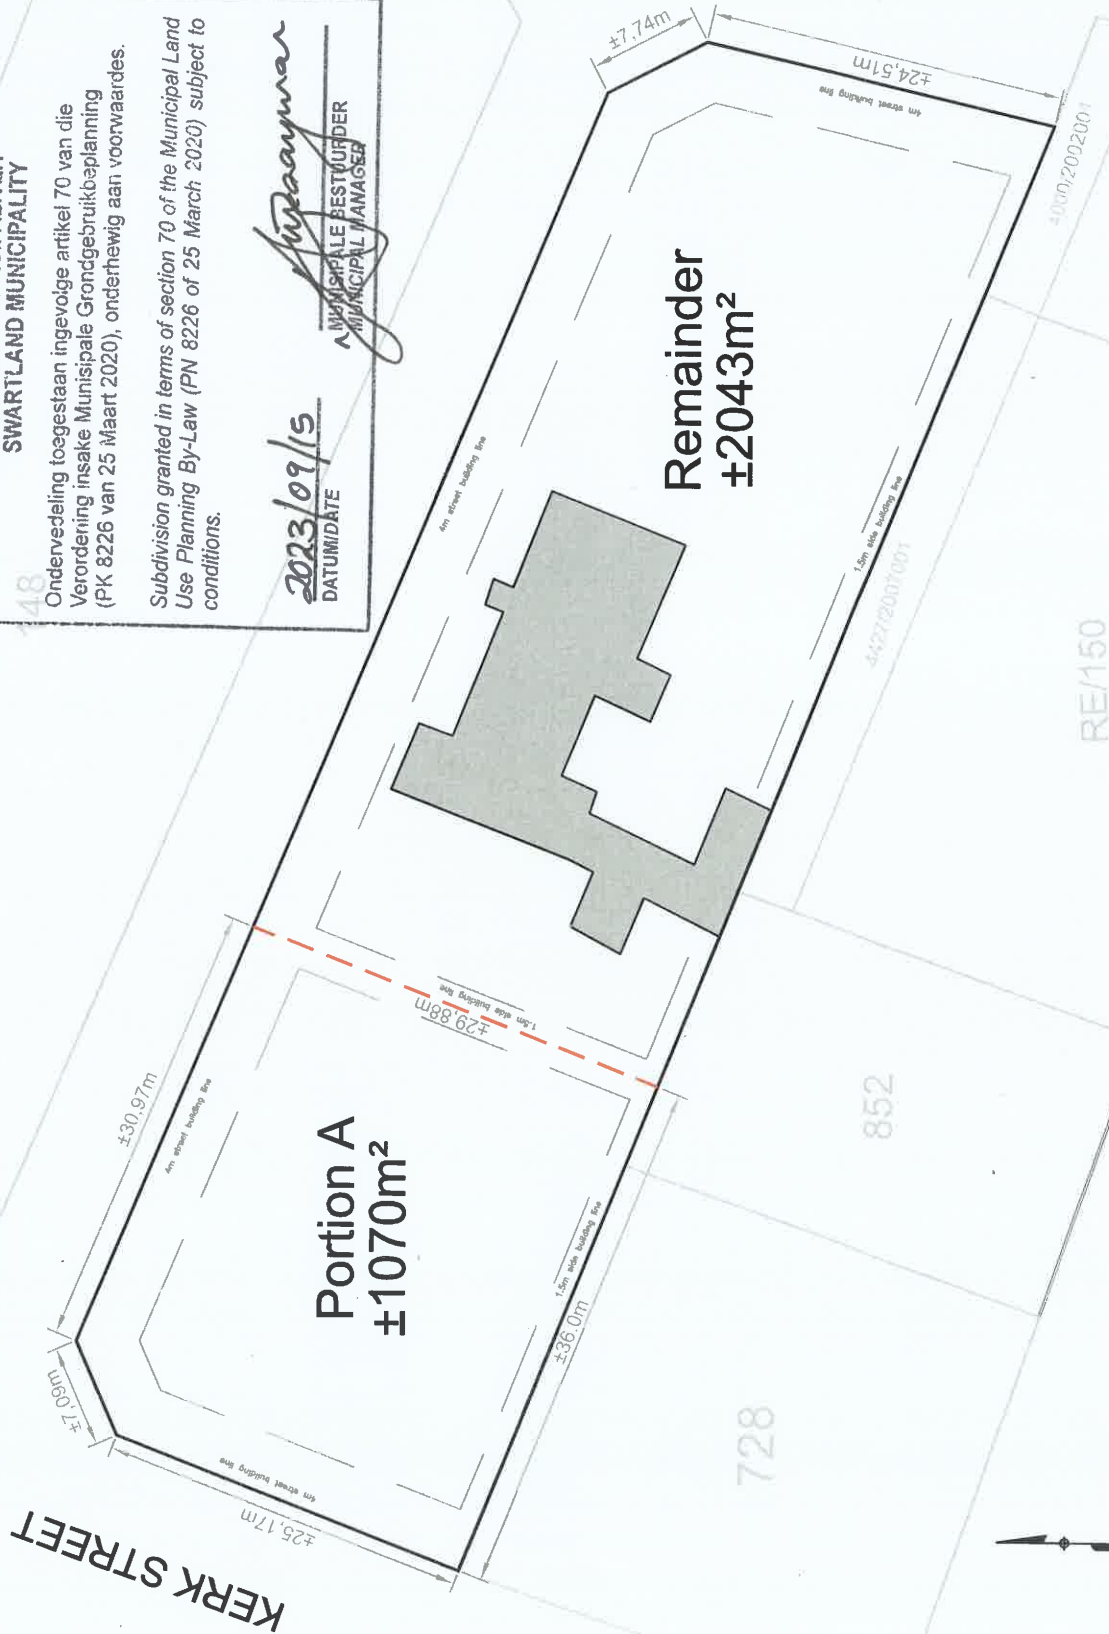 SWARTLAND MUNICIPALITY
Ondervedeling toegestaan ingevolge artikel 70 van die
Verordering insake Munisipale Grondgebruikbeplanning
(PK 8226 van 25 Maart 2020), onderhewig aan voorwaardes.
Subdivision granted in terms of section 70 of the Municipal Land
Use Planning By-Law (PN 8226 of 25 March 2020) subject to
conditions.
2023/09/15
DATUM/DATE
MUNISIPALE BESTUURDER
MUNICIPAL MANAGER
KERK STREET
±7,09m
±30,97m
±25,17m
4m street building line
4m street building line
Portion A
±1070m²
1.5m side building line
±36.0m
±29,88m
1.5m side building line
4m street building line
Remainder
±2043m²
1.5m side building line
±7,74m
±24,51m
4m street building line
728
852
RE/150